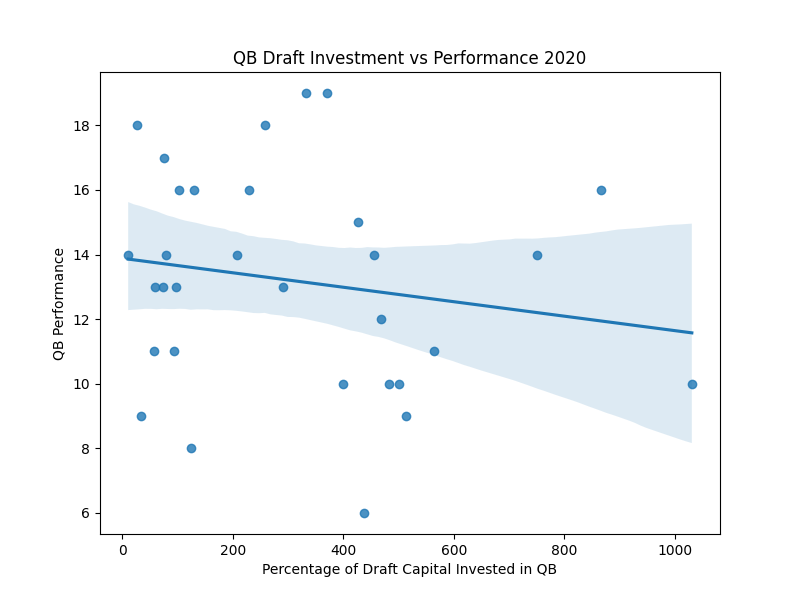 QB Draft Investment vs Performance 2020
QB Performance
18
16
14
12
10
8
6
0 200 400 600 800 1000
Percentage of Draft Capital Invested in QB